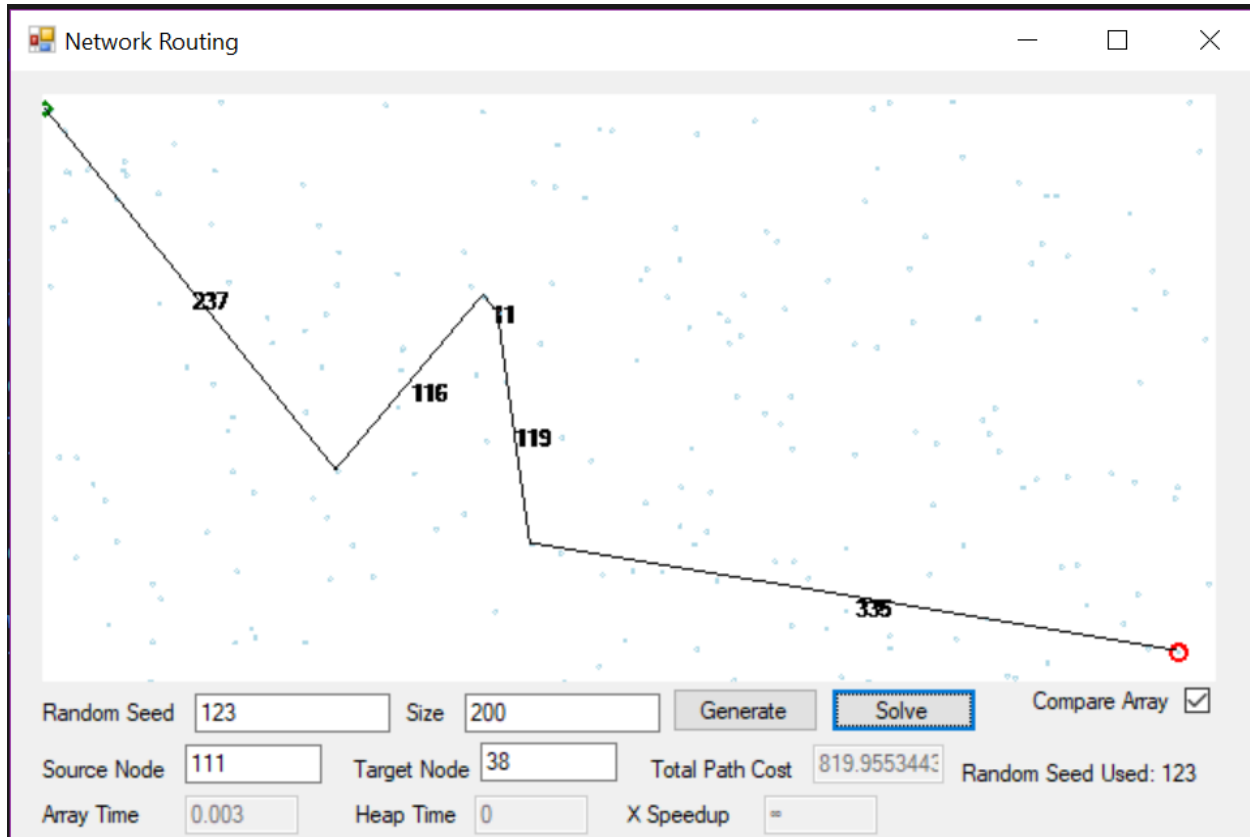 Network Routing
237
11
116
119
335
Random Seed 123 Size 200 Generate Solve Compare Array
Source Node 111 Target Node 38 Total Path Cost 819.9553443 Random Seed Used: 123
Array Time 0.003 Heap Time 0 X Speedup ∞